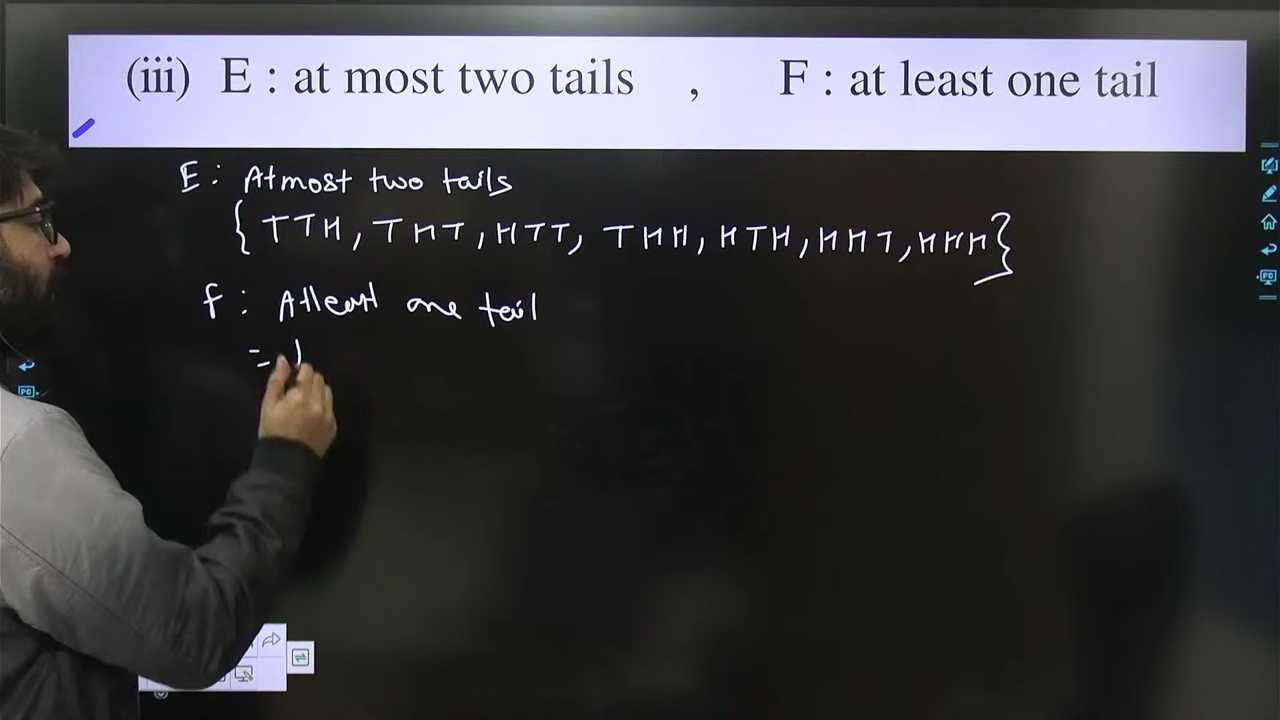 (iii) E : at most two tails , F : at least one tail
E : Atmost two tails
{ TTH, THT, HTT, THH, HTH, HHT, HHH}
F : Atleast one tail
=